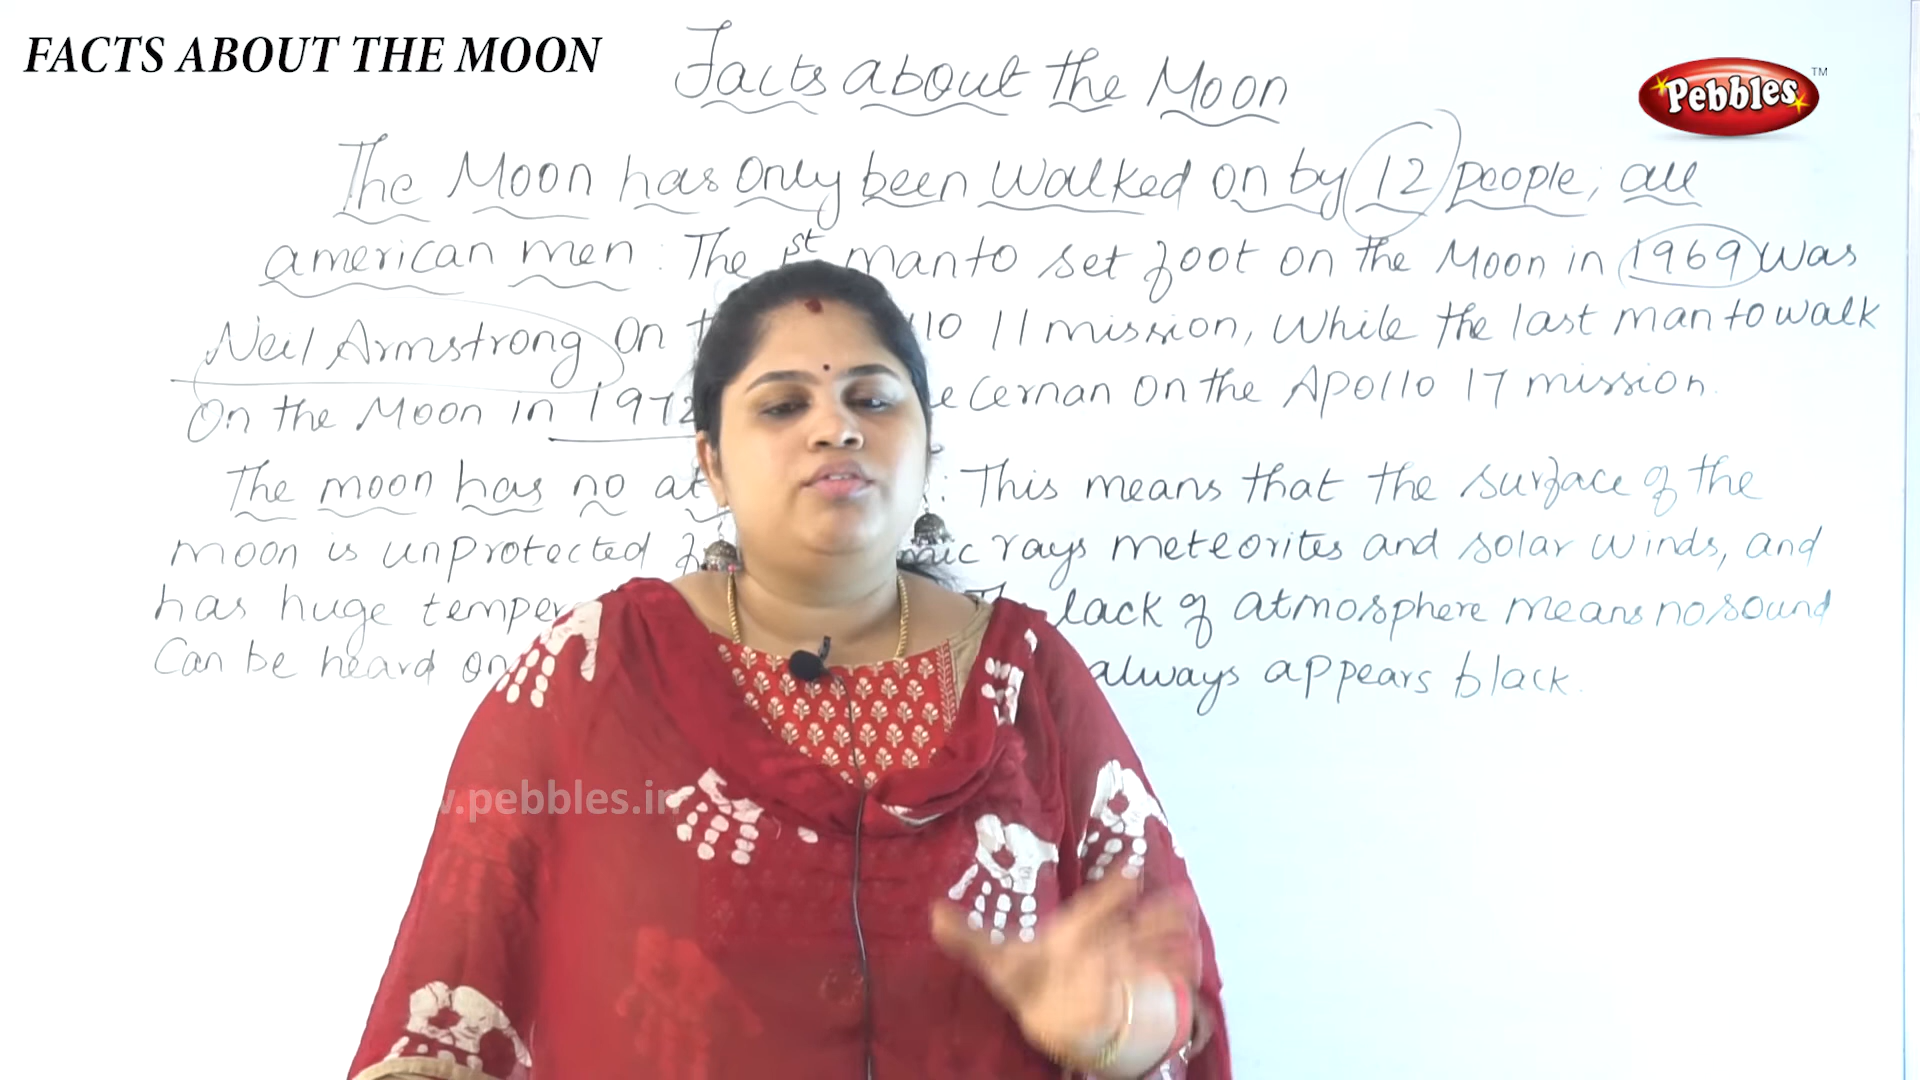 FACTS ABOUT THE MOON
Facts about the Moon
Pebbles TM
The Moon has only been walked on by 12 people; all
american men : The 1st man to set foot on the Moon in 1969 was
Neil Armstrong On 11 mission, While the last man to walk
On the Moon in 1972 Cernan on the Apollo 17 mission.
The moon has no : This means that the surface of the
moon is unprotected rays meteorites and solar winds, and
has huge lack of atmosphere means no sound
Can be heard on always appears black.
www.pebbles.in